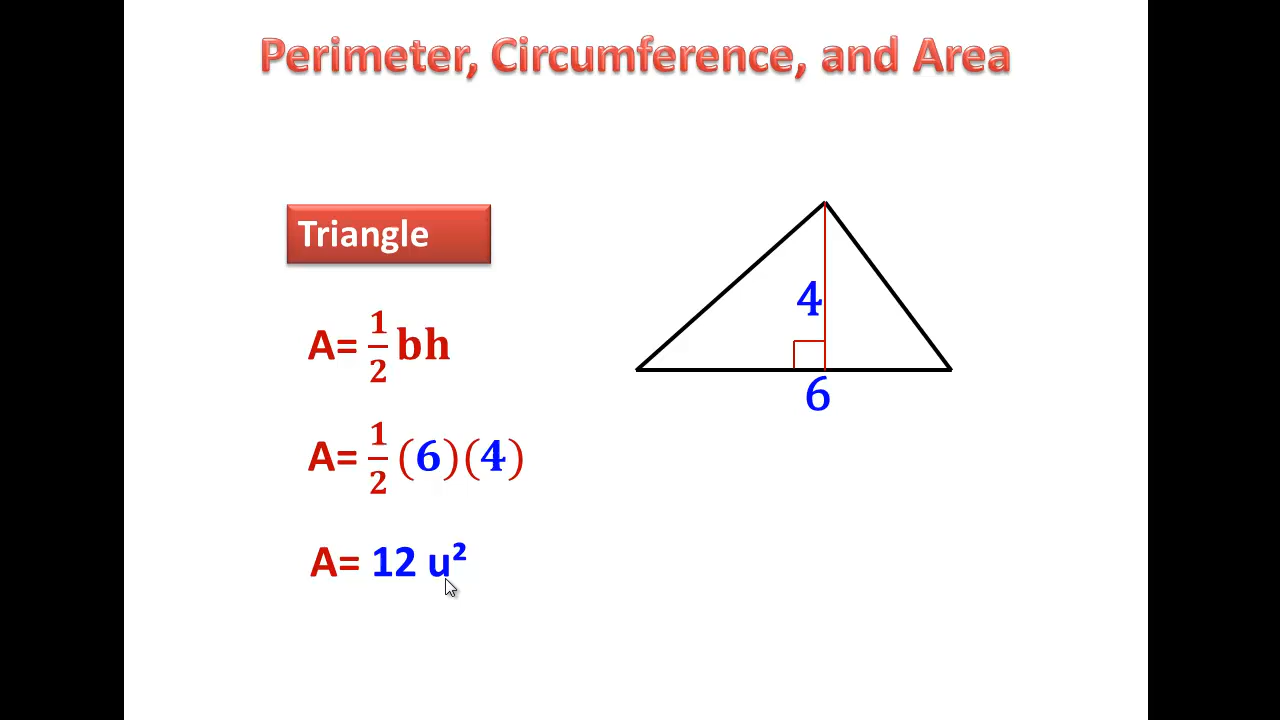 Perimeter, Circumference, and Area
Triangle
A= 1/2 bh
A= 1/2 (6)(4)
A= 12 u²
4
6